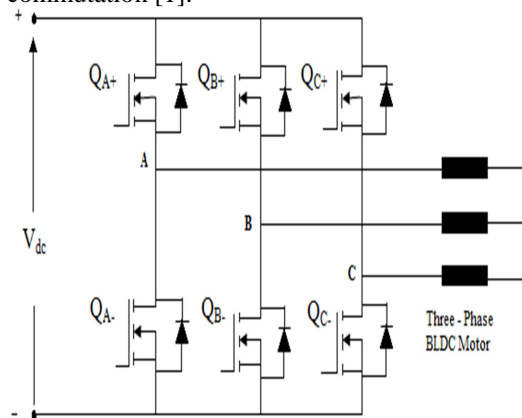 commutation [1].
+
QA+ QB+ QC+
A
B
Vdc
C
QA- QB- QC-
Three - Phase
BLDC Motor
-